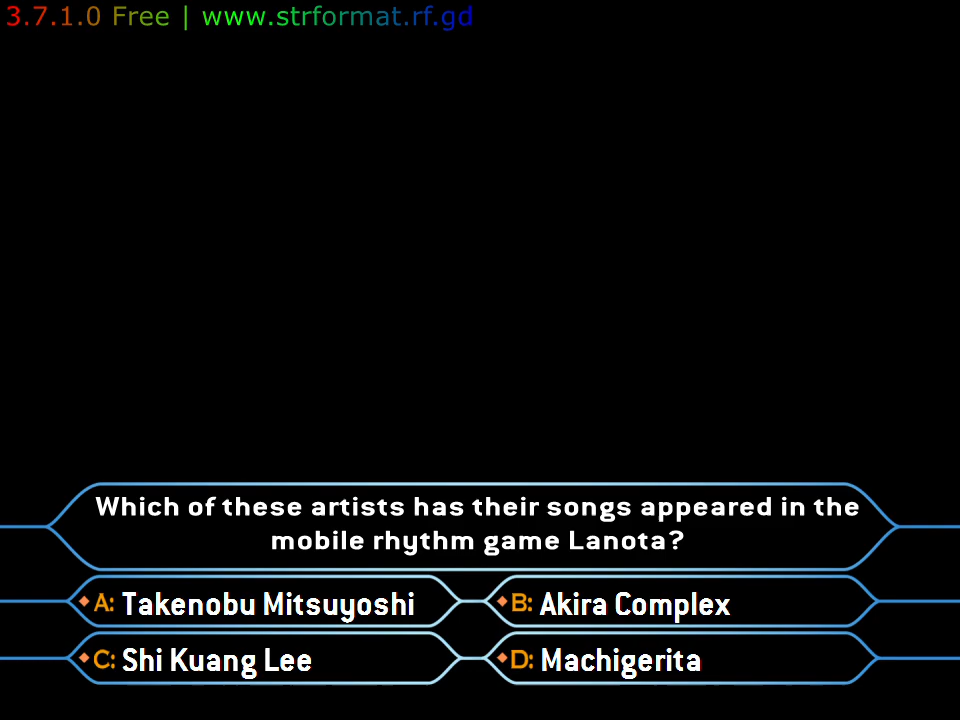 3.7.1.0 Free | www.strformat.rf.gd
Which of these artists has their songs appeared in the
mobile rhythm game Lanota?
A: Takenobu Mitsuyoshi
B: Akira Complex
C: Shi Kuang Lee
D: Machigerita